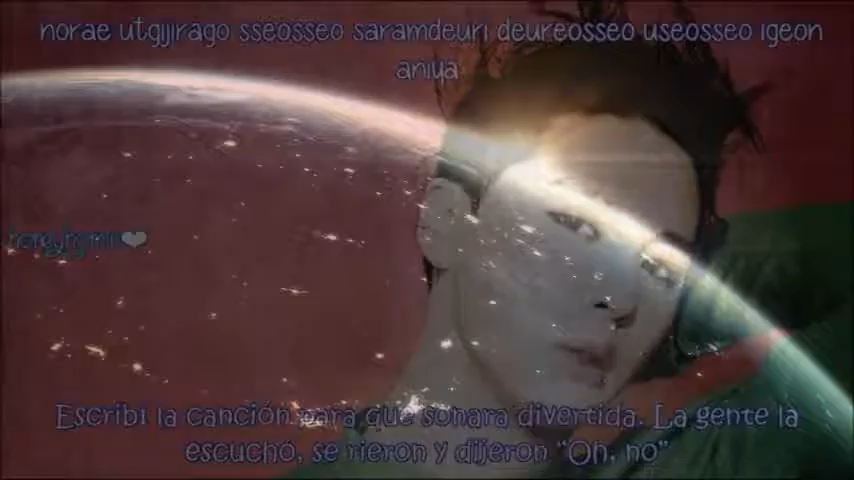 norae utgijirago sseosseo saramdeuri deureosseo useosseo igeon
aniya
Escribí la canción para que sonara divertida. La gente la
escuchó, se rieron y dijeron "Oh, no"